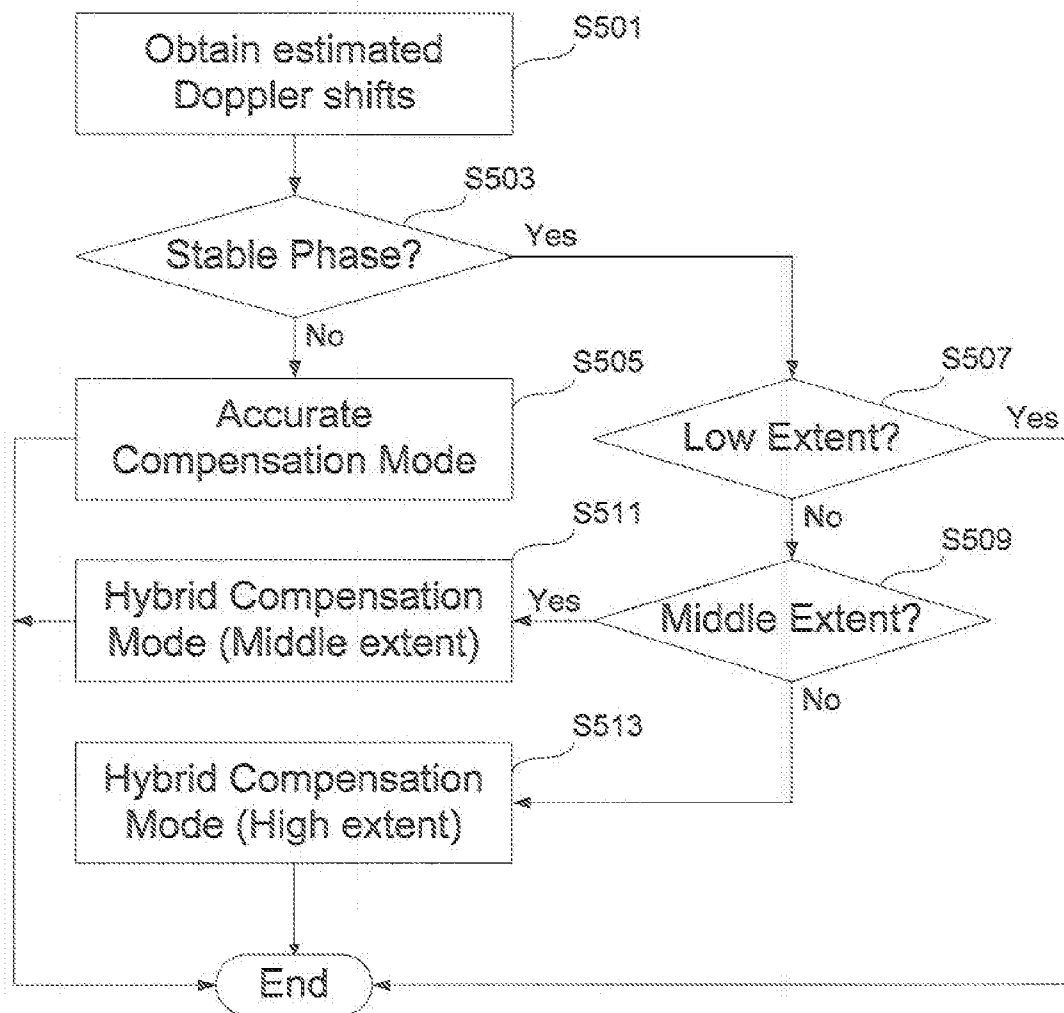 S501
Obtain estimated
Doppler shifts
S503
Stable Phase?
Yes
No
S505
Accurate
Compensation Mode
S507
Low Extent?
Yes
No
S511
Hybrid Compensation
Mode (Middle extent)
S509
Yes
Middle Extent?
No
S513
Hybrid Compensation
Mode (High extent)
End